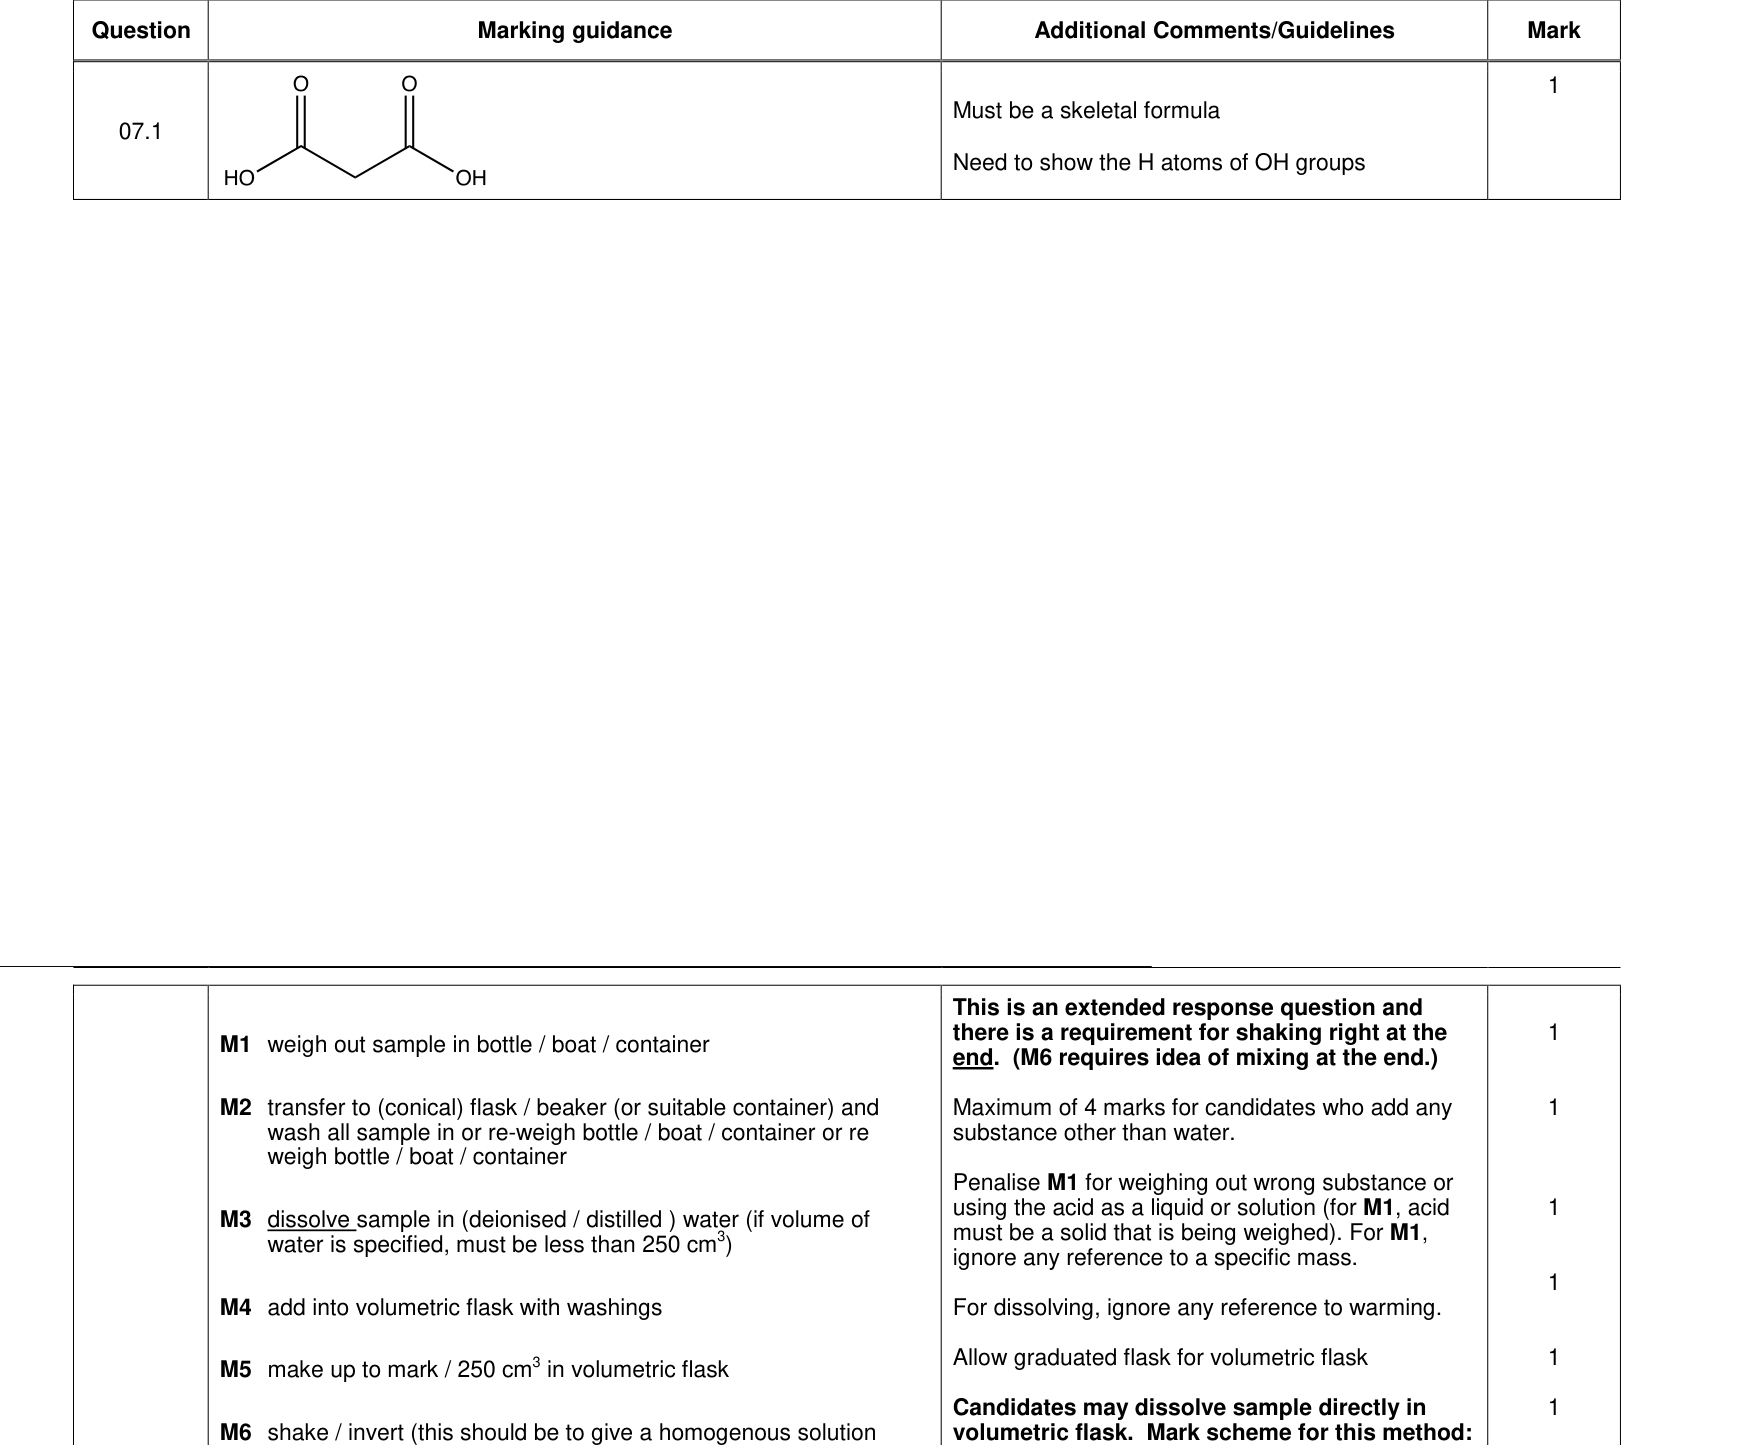 Question Marking guidance Additional Comments/Guidelines Mark
07.1
O O
HO OH
Must be a skeletal formula
Need to show the H atoms of OH groups
1
M1 weigh out sample in bottle / boat / container
M2 transfer to (conical) flask / beaker (or suitable container) and
wash all sample in or re-weigh bottle / boat / container or re
weigh bottle / boat / container
M3 dissolve sample in (deionised / distilled ) water (if volume of
water is specified, must be less than 250 cm³)
M4 add into volumetric flask with washings
M5 make up to mark / 250 cm³ in volumetric flask
M6 shake / invert (this should be to give a homogenous solution
This is an extended response question and
there is a requirement for shaking right at the
end. (M6 requires idea of mixing at the end.)
Maximum of 4 marks for candidates who add any
substance other than water.
Penalise M1 for weighing out wrong substance or
using the acid as a liquid or solution (for M1, acid
must be a solid that is being weighed). For M1,
ignore any reference to a specific mass.
For dissolving, ignore any reference to warming.
Allow graduated flask for volumetric flask
Candidates may dissolve sample directly in
volumetric flask. Mark scheme for this method:
1
1
1
1
1
1